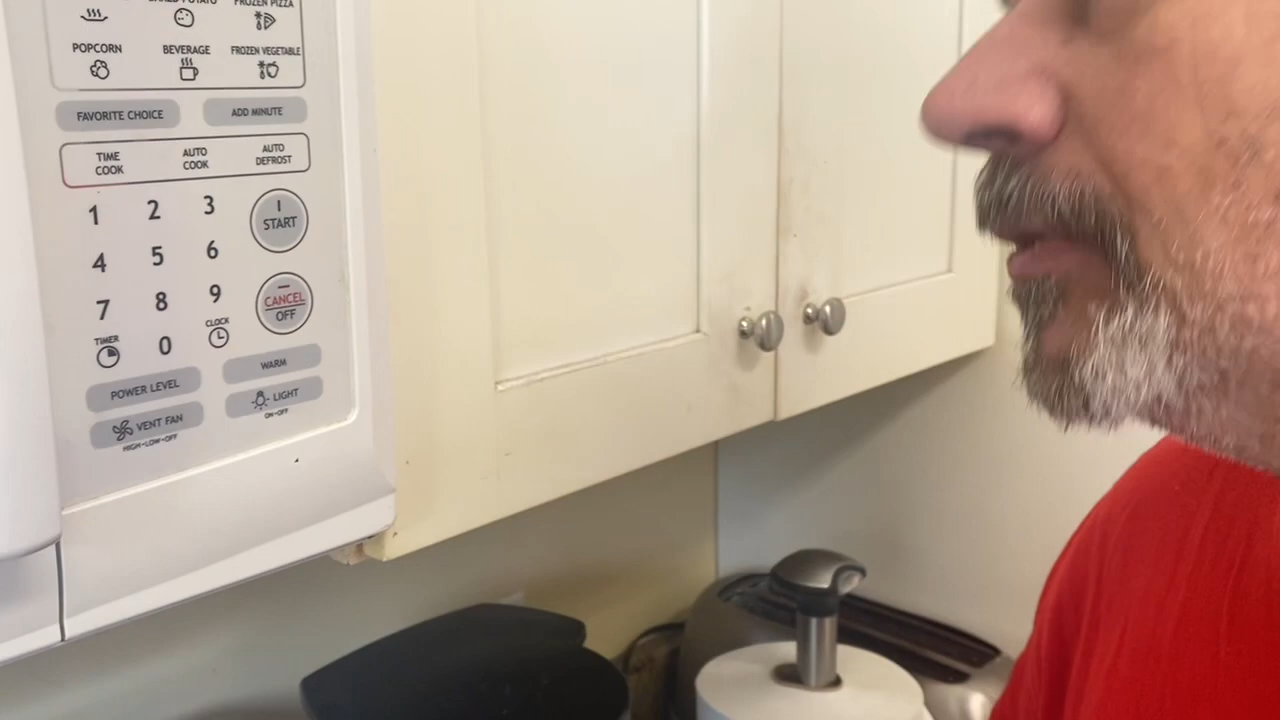 BAKED POTATO
FROZEN PIZZA
POPCORN
BEVERAGE
FROZEN VEGETABLE
FAVORITE CHOICE
ADD MINUTE
TIME
COOK
AUTO
COOK
AUTO
DEFROST
1
2
3
I
START
4
5
6
7
8
9
CANCEL
OFF
TIMER
0
CLOCK
POWER LEVEL
WARM
VENT FAN
HIGH•LOW•OFF
LIGHT
ON•OFF